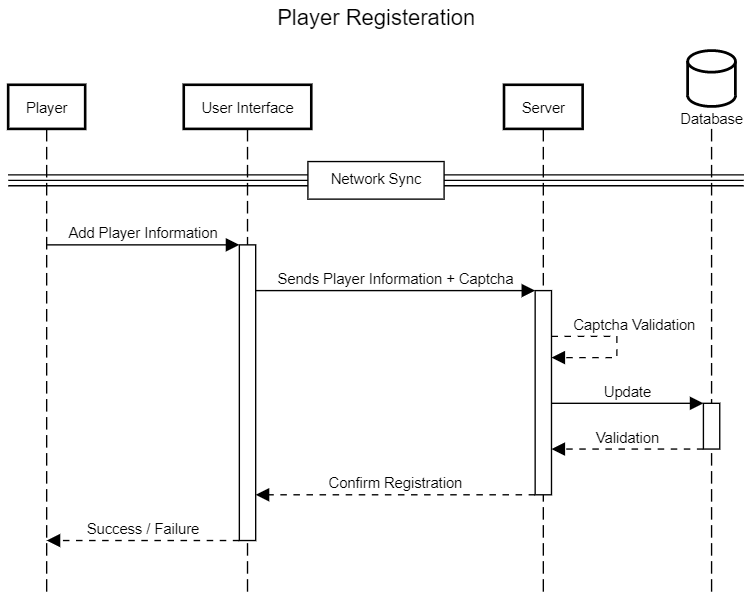 Player Registeration
Player
User Interface
Server
Database
Network Sync
Add Player Information
Sends Player Information + Captcha
Captcha Validation
Update
Validation
Confirm Registration
Success / Failure